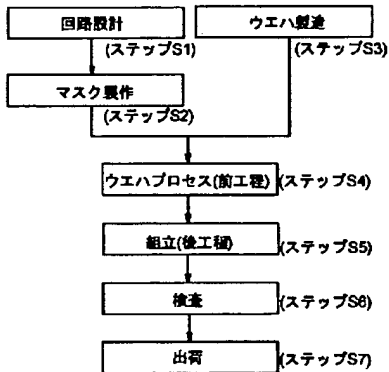 回路設計
ウエハ製造
(ステップS1)
(ステップS3)
マスク製作
(ステップS2)
ウエハプロセス(前工程)
(ステップS4)
組立(後工程)
(ステップS5)
検査
(ステップS6)
出荷
(ステップS7)